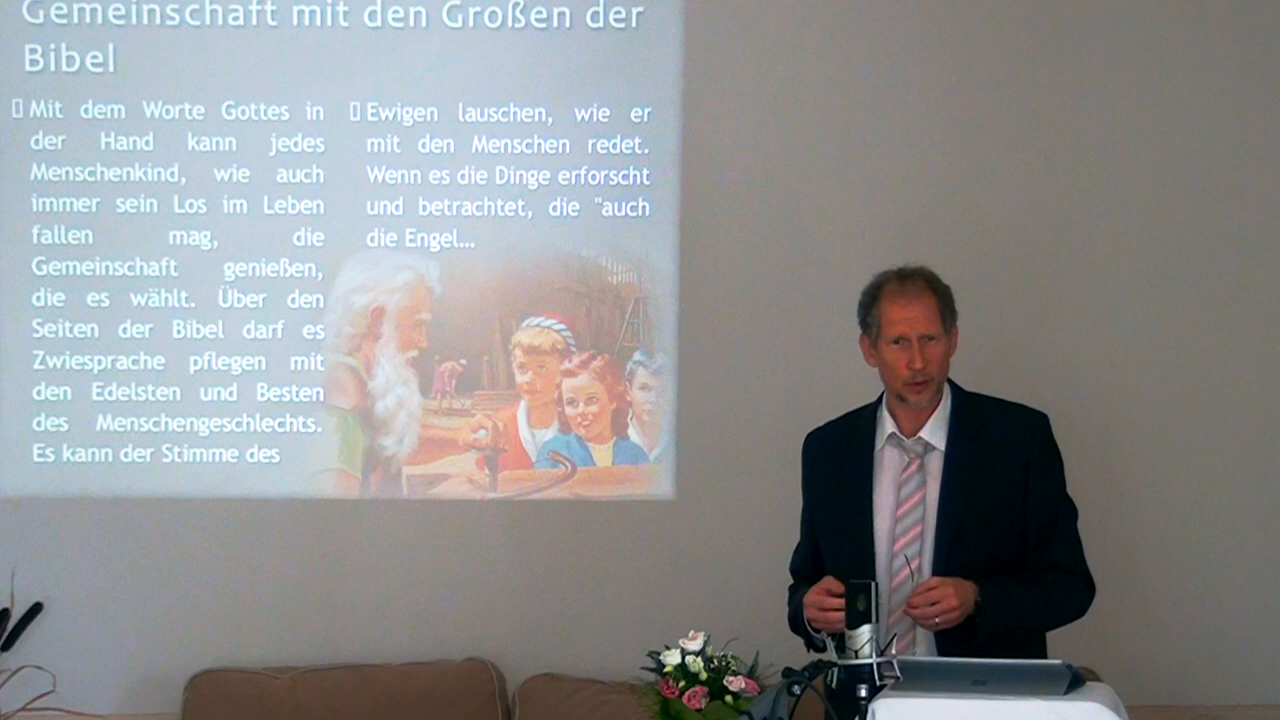 Gemeinschaft mit den Großen der
Bibel
Mit dem Worte Gottes in
der Hand kann jedes
Menschenkind, wie auch
immer sein Los im Leben
fallen mag, die
Gemeinschaft genießen,
die es wählt. Über den
Seiten der Bibel darf es
Zwiesprache pflegen mit
den Edelsten und Besten
des Menschengeschlechts.
Es kann der Stimme des
Ewigen lauschen, wie er
mit den Menschen redet.
Wenn es die Dinge erforscht
und betrachtet, die "auch
die Engel...